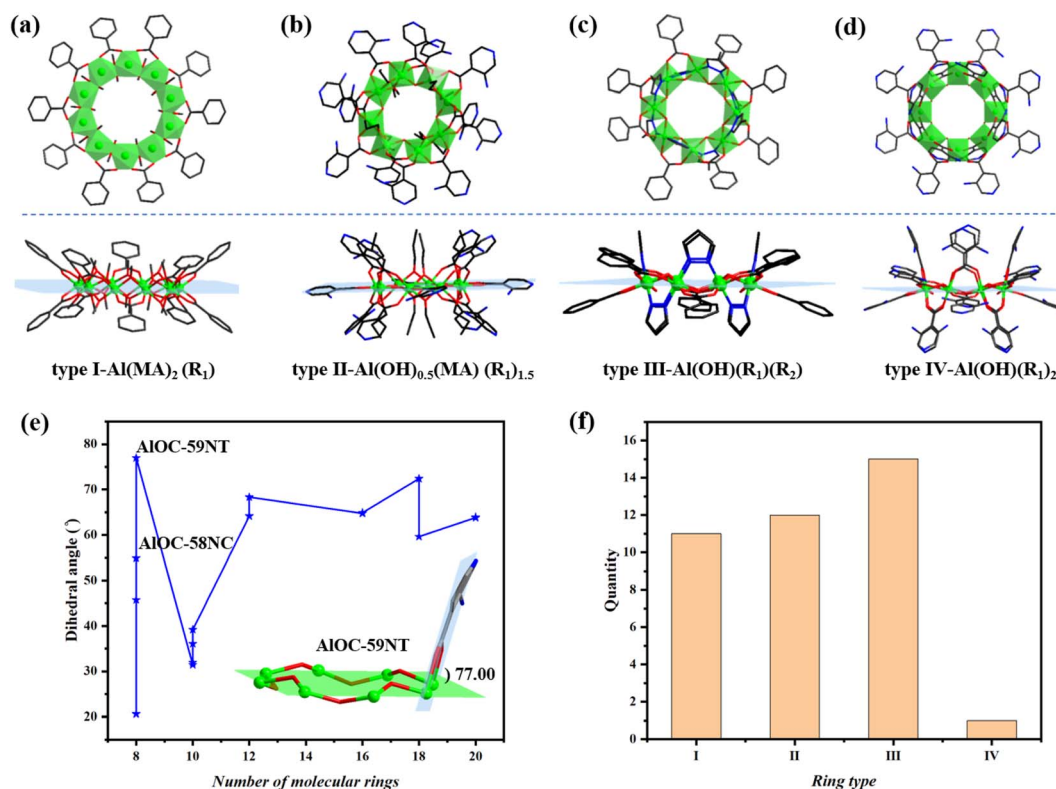 (a)
(b)
(c)
(d)
type I-Al(MA)₂ (R₁)
type II-Al(OH)₀.₅(MA) (R₁)₁.₅
type III-Al(OH)(R₁)(R₂)
type IV-Al(OH)(R₁)₂
(e)
80
70
60
50
40
30
20
Dihedral angle (°)
AlOC-59NT
AlOC-58NC
AlOC-59NT
) 77.00
8
10
12
14
16
18
20
Number of molecular rings
(f)
16
14
12
10
8
6
4
2
0
Quantity
I
II
III
IV
Ring type